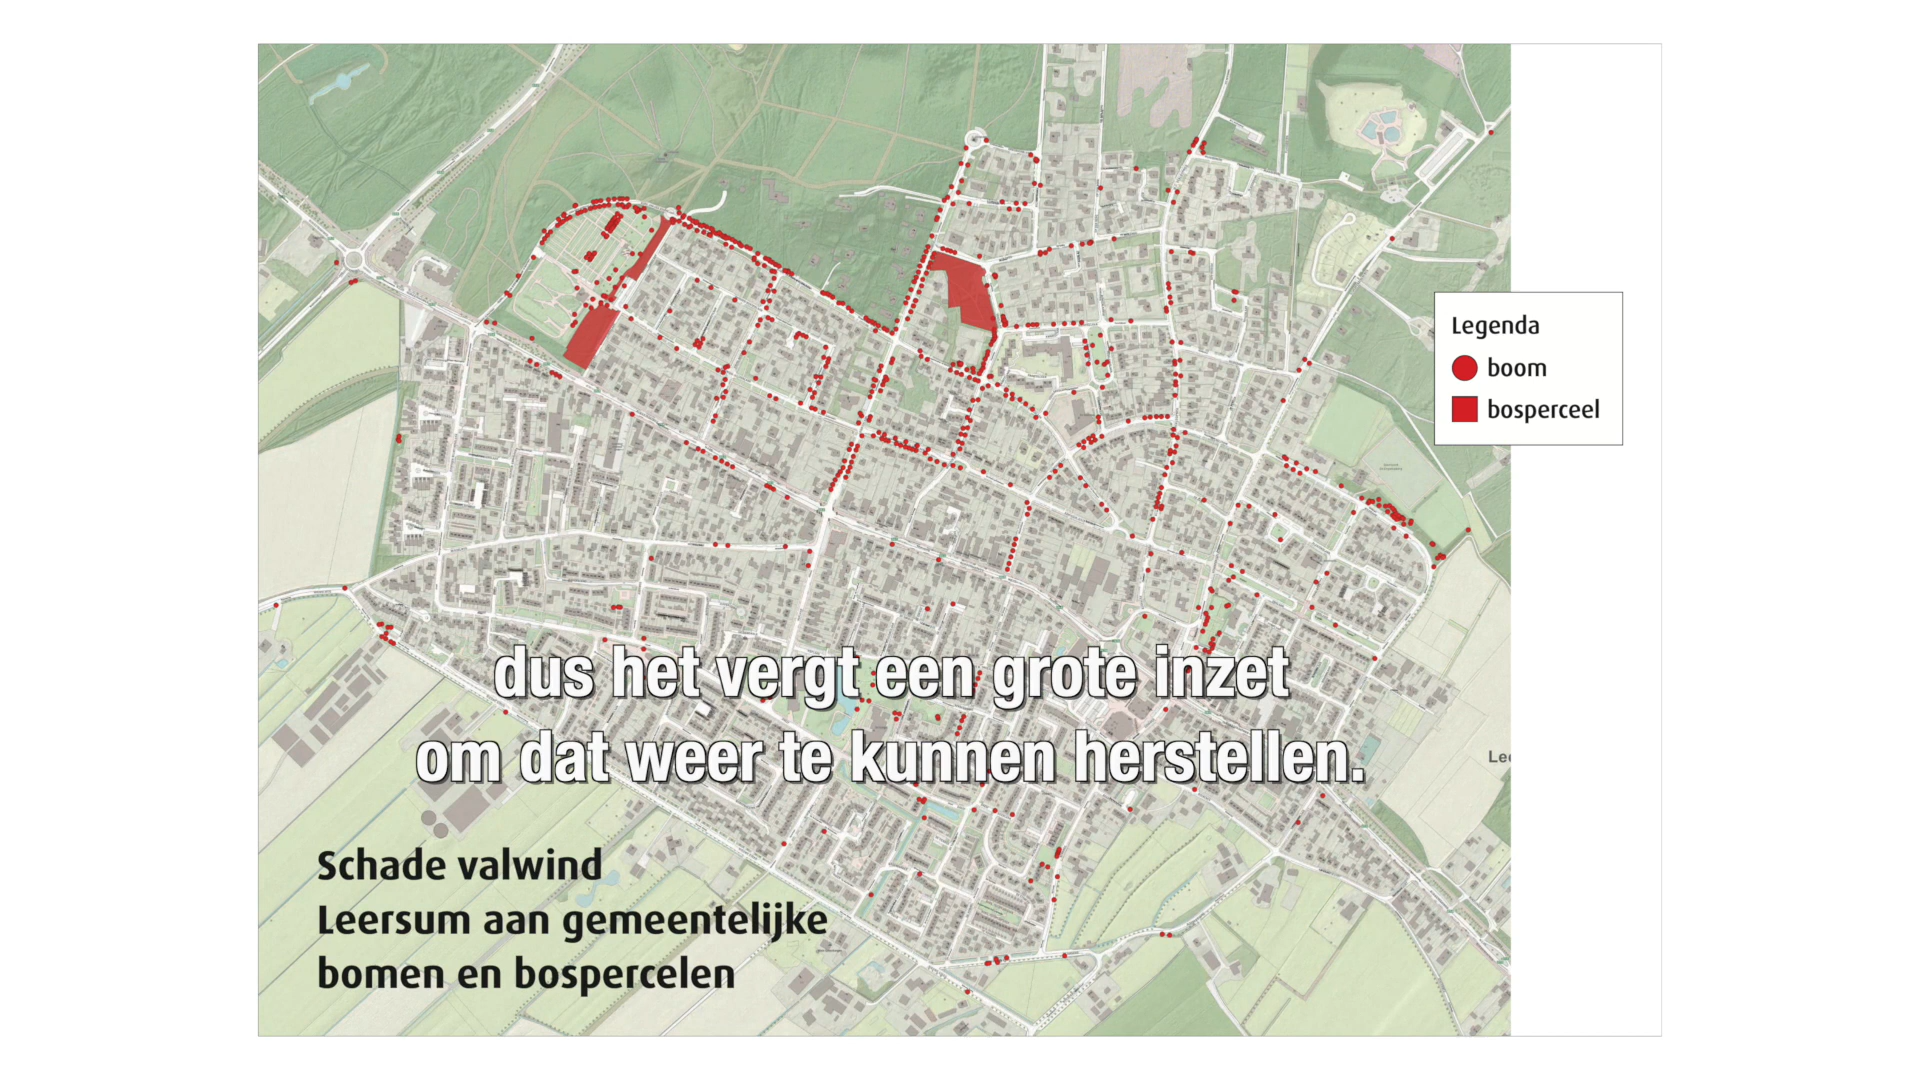 Legenda
boom
bosperceel
dus het vergt een grote inzet
om dat weer te kunnen herstellen.
Lee
Schade valwind
Leersum aan gemeentelijke
bomen en bospercelen